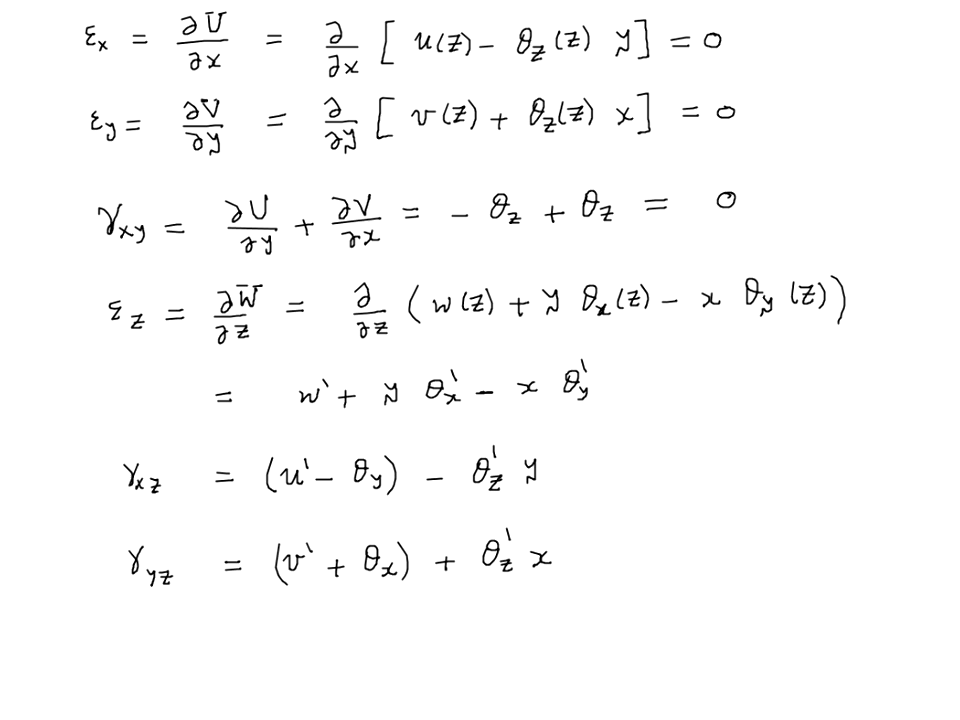 εx = ∂U/∂x = ∂/∂x [ u(z) - θz(z) y ] = 0
εy = ∂V/∂y = ∂/∂y [ v(z) + θz(z) x ] = 0
γxy = ∂U/∂y + ∂V/∂x = - θz + θz = 0
εz = ∂W/∂z = ∂/∂z ( w(z) + y θx(z) - x θy(z) )
= w' + y θx' - x θy'
γxz = (u' - θy) - θz' y
γyz = (v' + θx) + θz' x